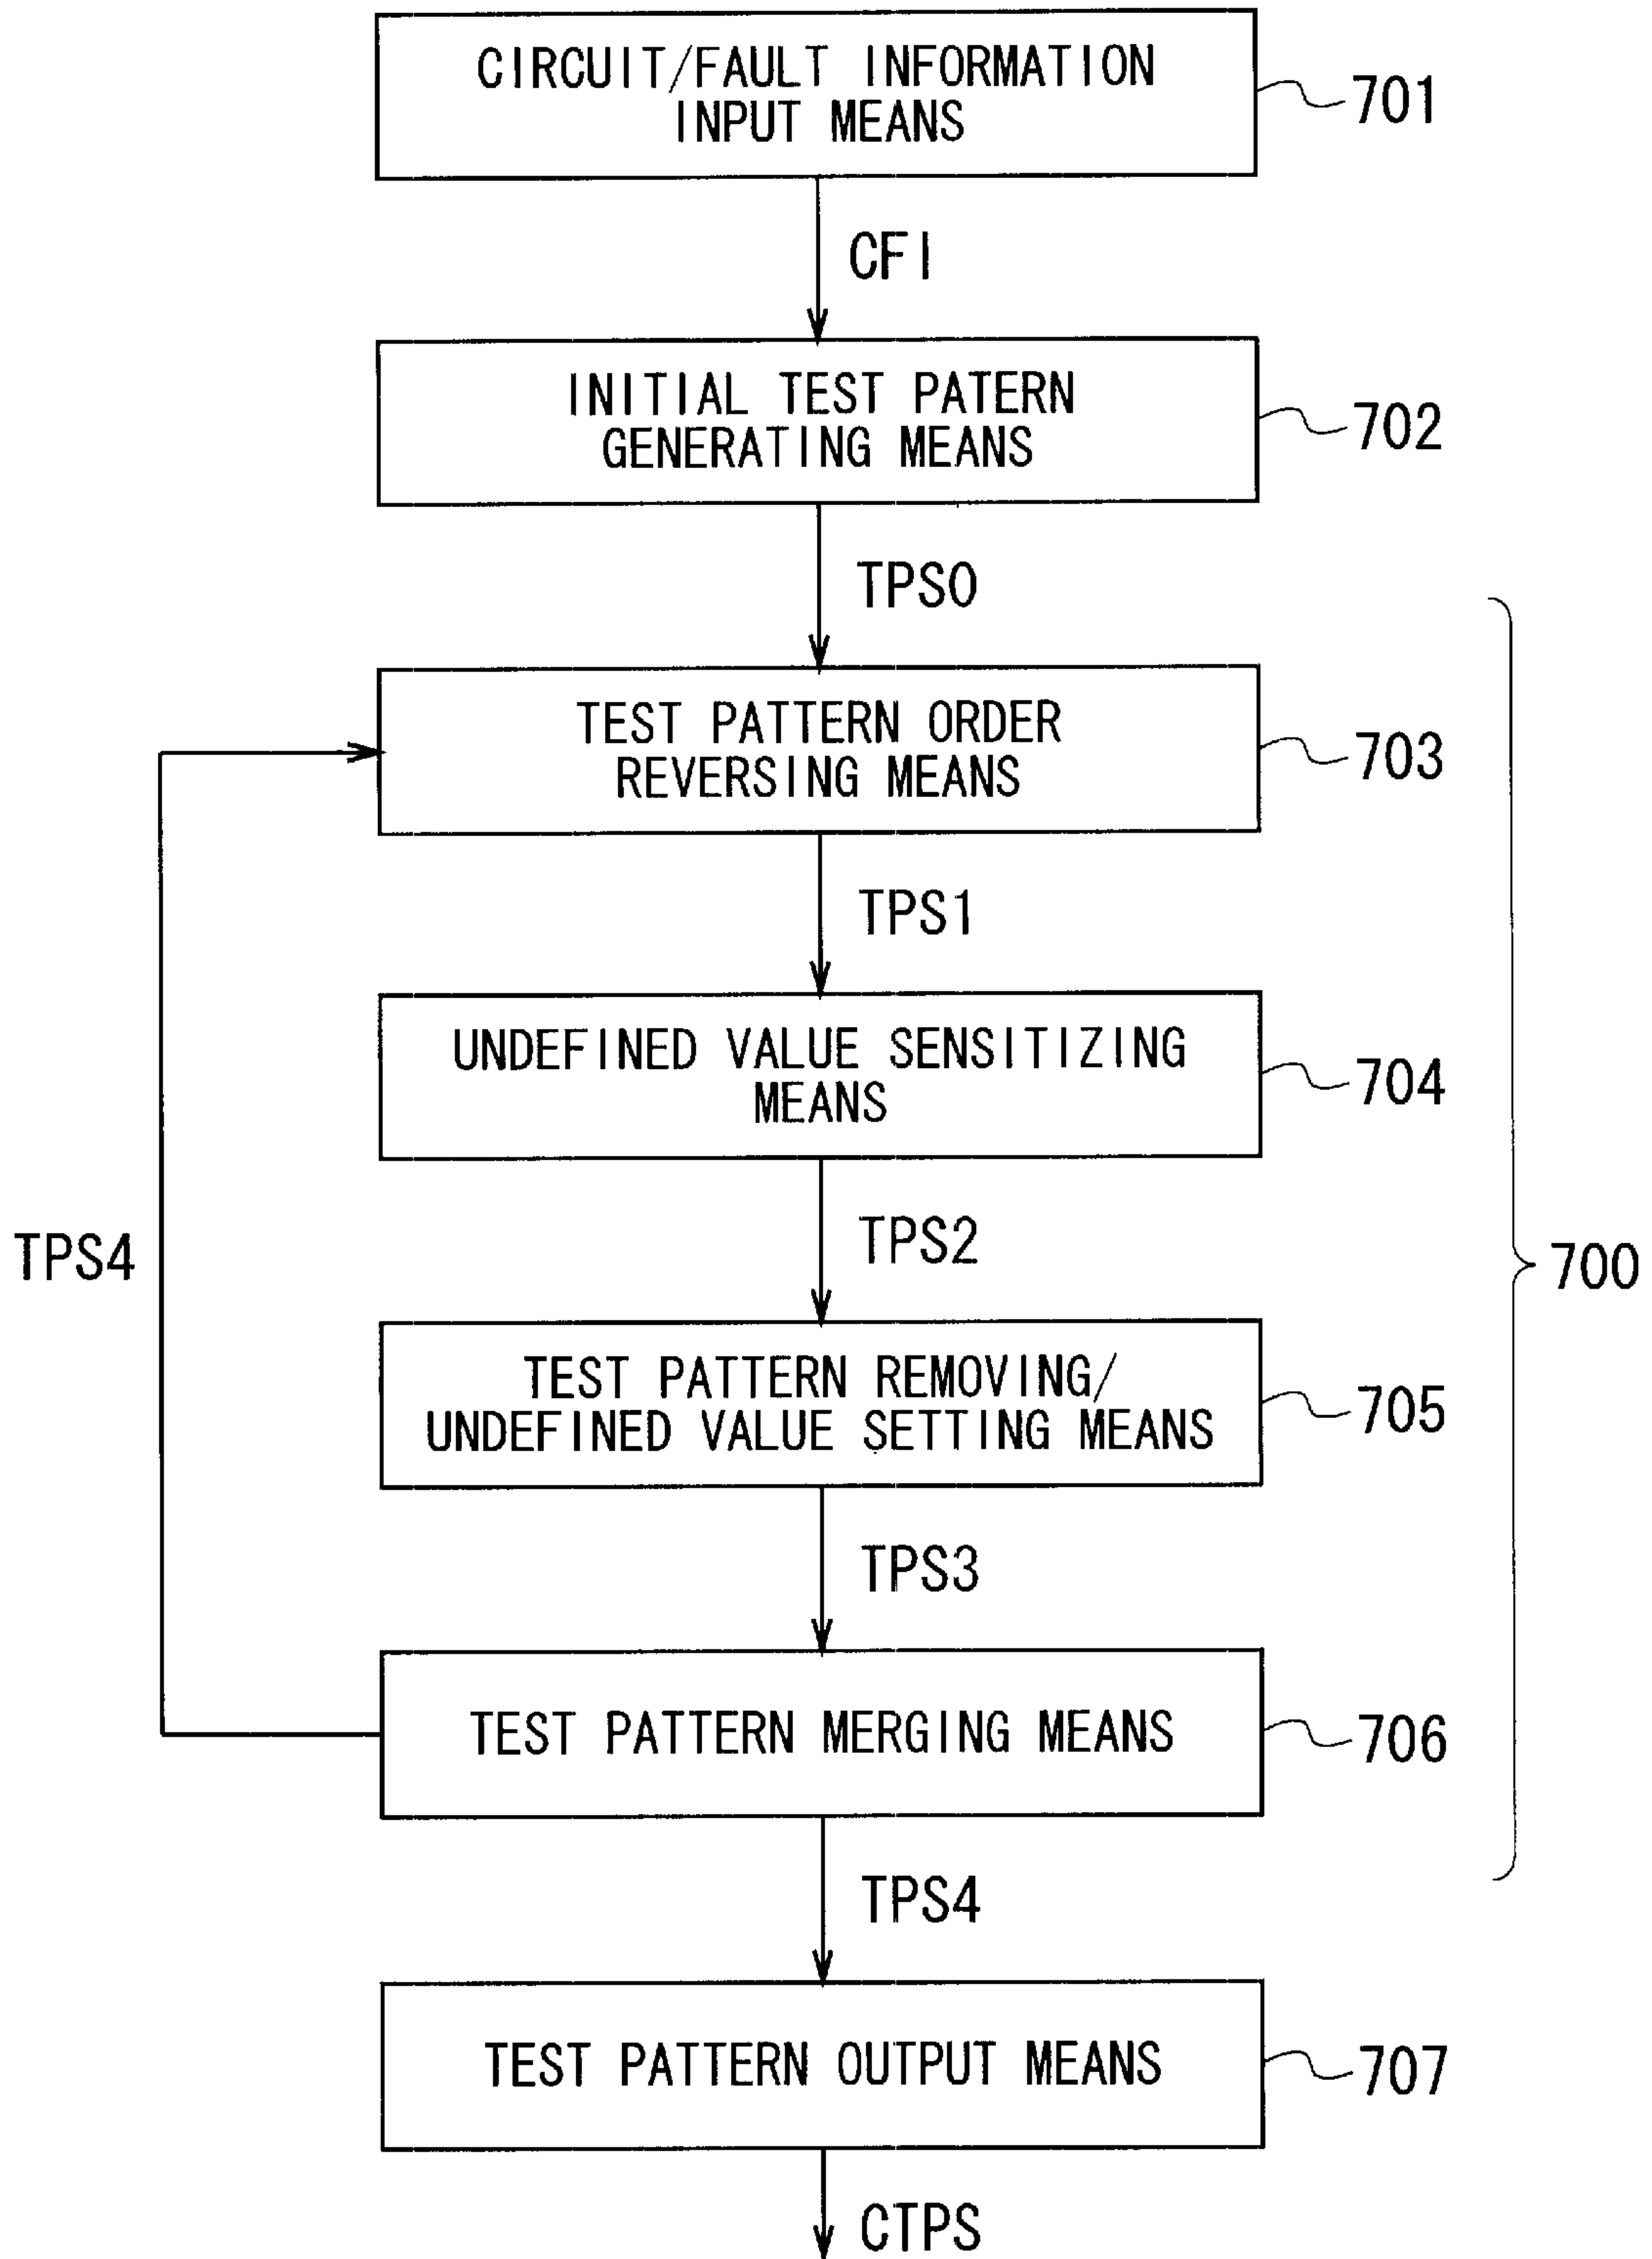 CIRCUIT/FAULT INFORMATION
INPUT MEANS
701
CFI
INITIAL TEST PATERN
GENERATING MEANS
702
TPS0
TEST PATTERN ORDER
REVERSING MEANS
703
TPS1
UNDEFINED VALUE SENSITIZING
MEANS
704
TPS2
TPS4
700
TEST PATTERN REMOVING/
UNDEFINED VALUE SETTING MEANS
705
TPS3
TEST PATTERN MERGING MEANS
706
TPS4
TEST PATTERN OUTPUT MEANS
707
CTPS